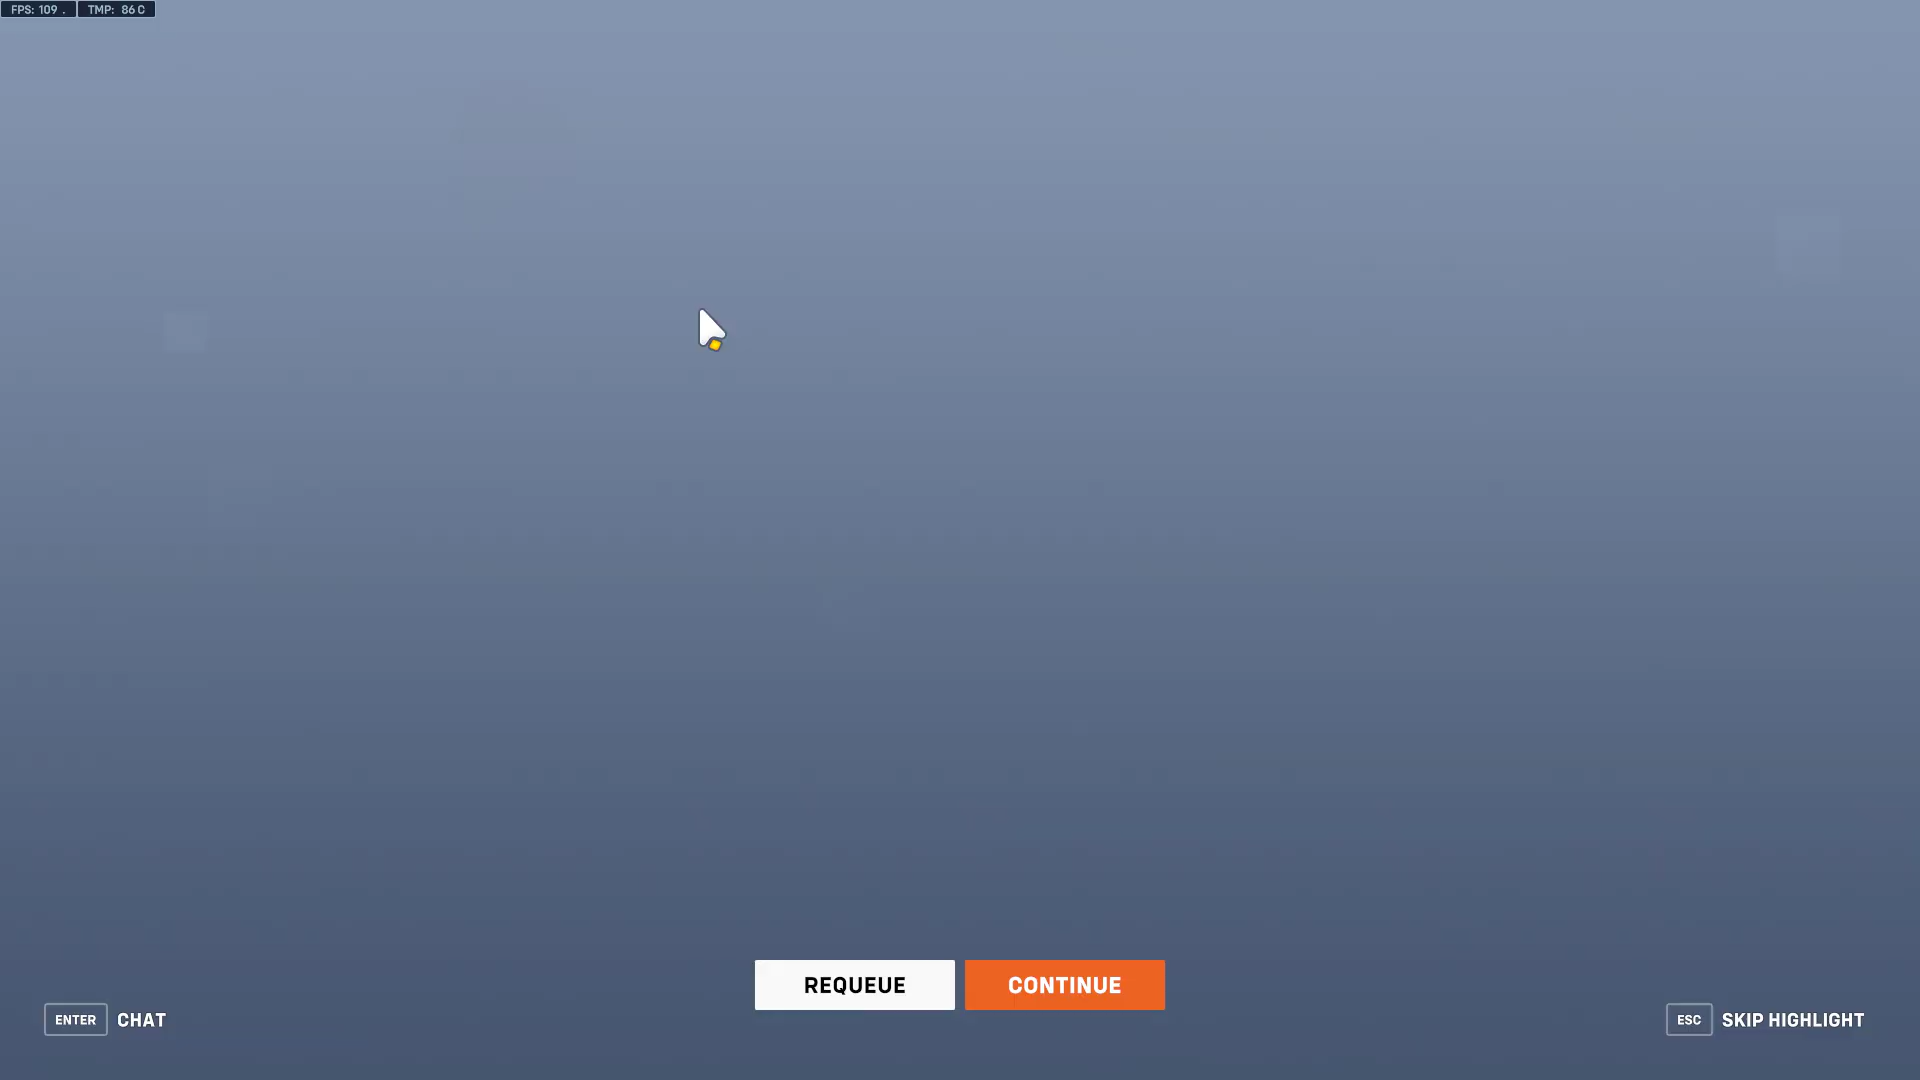 FPS: 109 .
TMP: 86 C
REQUEUE
CONTINUE
ENTER
CHAT
ESC
SKIP HIGHLIGHT